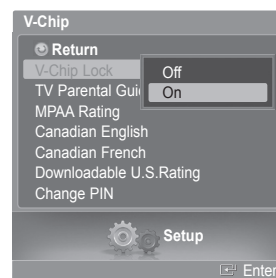 V-Chip
Return
V-Chip Lock
Off
TV Parental Gui
On
MPAA Rating
Canadian English
Canadian French
Downloadable U.S.Rating
Change PIN
Setup
Enter